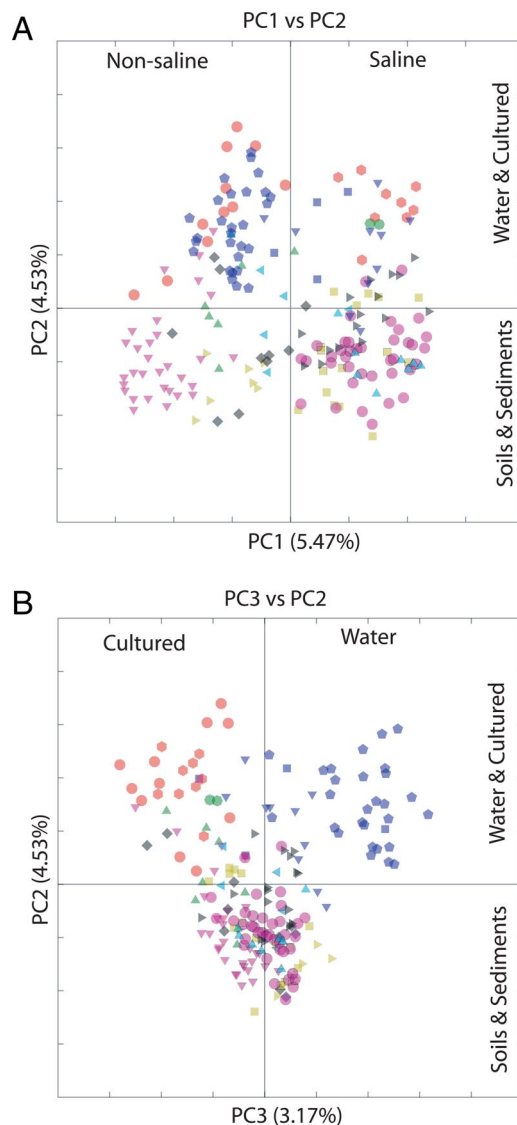 A
PC1 vs PC2
Non-saline
Saline
Water & Cultured
PC2 (4.53%)
Soils & Sediments
PC1 (5.47%)
B
PC3 vs PC2
Cultured
Water
Water & Cultured
PC2 (4.53%)
Soils & Sediments
PC3 (3.17%)